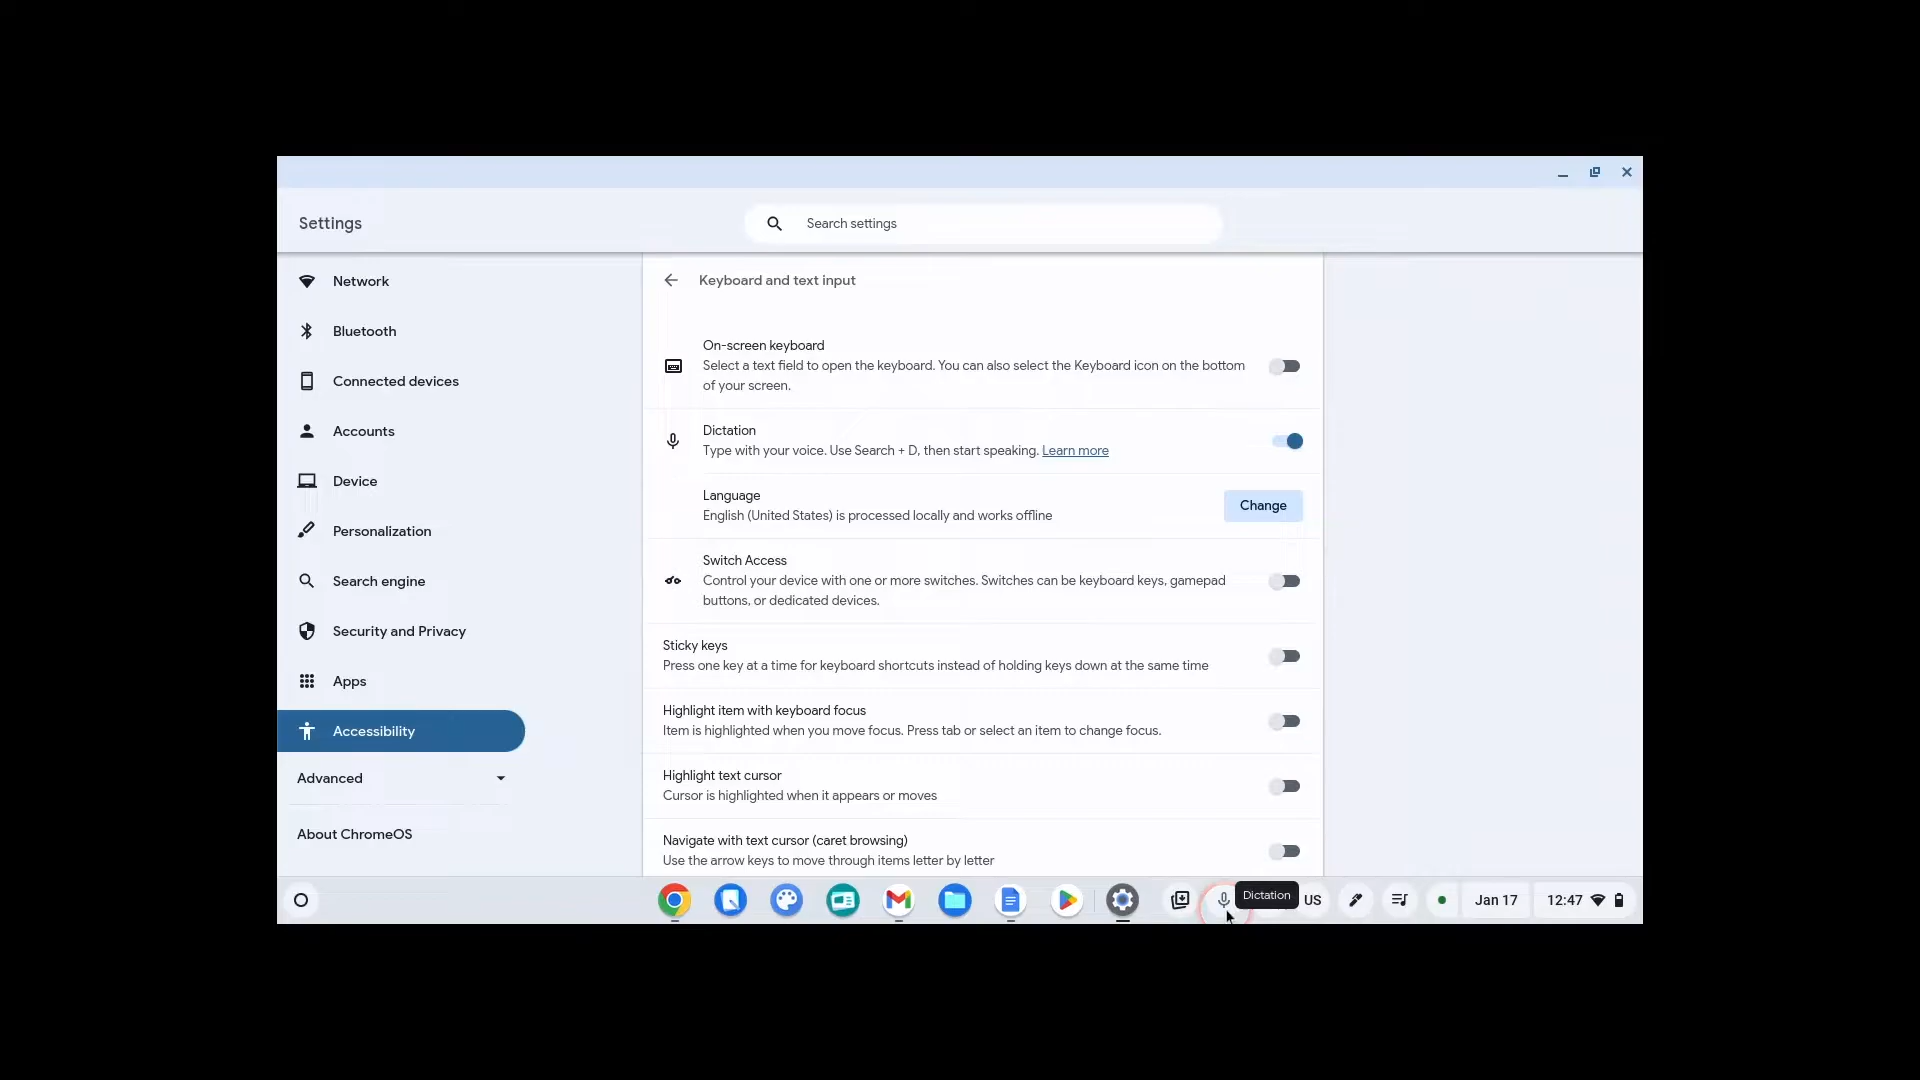 Settings
Search settings
Network
Bluetooth
Connected devices
Accounts
Device
Personalization
Search engine
Security and Privacy
Apps
Accessibility
Advanced
About ChromeOS
Keyboard and text input
On-screen keyboard
Select a text field to open the keyboard. You can also select the Keyboard icon on the bottom
of your screen.
Dictation
Type with your voice. Use Search + D, then start speaking. Learn more
Language
English (United States) is processed locally and works offline
Change
Switch Access
Control your device with one or more switches. Switches can be keyboard keys, gamepad
buttons, or dedicated devices.
Sticky keys
Press one key at a time for keyboard shortcuts instead of holding keys down at the same time
Highlight item with keyboard focus
Item is highlighted when you move focus. Press tab or select an item to change focus.
Highlight text cursor
Cursor is highlighted when it appears or moves
Navigate with text cursor (caret browsing)
Use the arrow keys to move through items letter by letter
Dictation
US
Jan 17
12:47